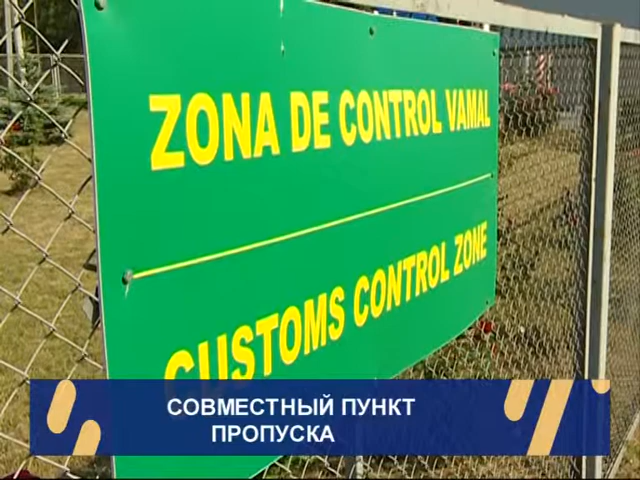 ZONA DE CONTROL VAMAL
CUSTOMS CONTROL ZONE
СОВМЕСТНЫЙ ПУНКТ
ПРОПУСКА